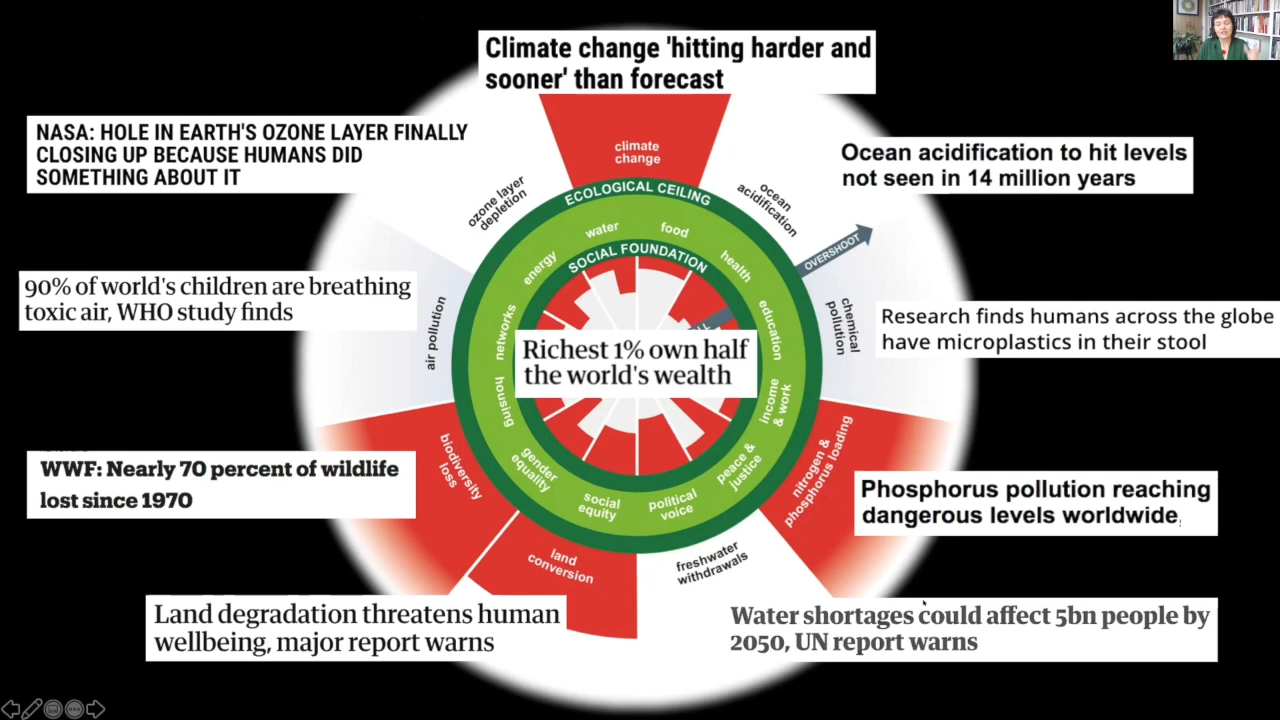 Climate change 'hitting harder and
sooner' than forecast
NASA: HOLE IN EARTH'S OZONE LAYER FINALLY
CLOSING UP BECAUSE HUMANS DID
SOMETHING ABOUT IT
Ocean acidification to hit levels
not seen in 14 million years
90% of world's children are breathing
toxic air, WHO study finds
Research finds humans across the globe
have microplastics in their stool
WWF: Nearly 70 percent of wildlife
lost since 1970
Phosphorus pollution reaching
dangerous levels worldwide
Land degradation threatens human
wellbeing, major report warns
Water shortages could affect 5bn people by
2050, UN report warns
climate
change
ocean
acidification
chemical
pollution
nitrogen &
phosphorus loading
freshwater
withdrawals
land
conversion
biodiversity
loss
air pollution
ozone layer
depletion
OVERSHOOT
ECOLOGICAL CEILING
water
food
health
education
income
& work
peace &
justice
political
voice
social
equity
gender
equality
housing
networks
energy
SOCIAL FOUNDATION
Richest 1% own half
the world's wealth